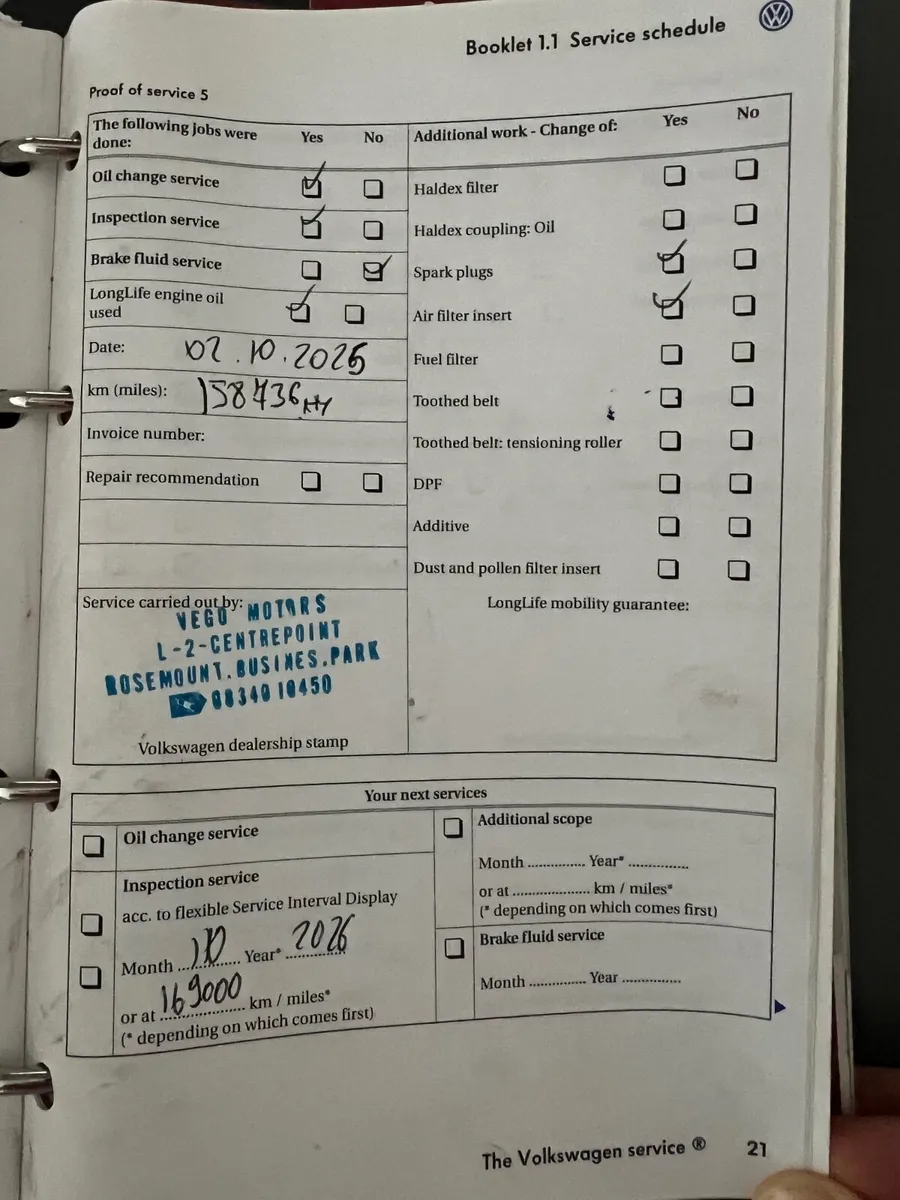 Booklet 1.1 Service schedule
Proof of service 5
The following jobs were done: Yes No
Oil change service
Inspection service
Brake fluid service
LongLife engine oil used
Date: 02.10.2025
km (miles): 158736
Invoice number:
Repair recommendation
Service carried out by:
VEGO MOTORS
L-2-CENTREPOINT
ROSEMOUNT.BUSINES.PARK
Volkswagen dealership stamp
Additional work - Change of: Yes No
Haldex filter
Haldex coupling: Oil
Spark plugs
Air filter insert
Fuel filter
Toothed belt
Toothed belt: tensioning roller
DPF
Additive
Dust and pollen filter insert
LongLife mobility guarantee:
Your next services
Oil change service
Inspection service
acc. to flexible Service Interval Display
Month 10 Year* 2026
or at 169000 km / miles*
(* depending on which comes first)
Additional scope
Month ............... Year* ...............
or at .................... km / miles*
(* depending on which comes first)
Brake fluid service
Month .............. Year ...............
The Volkswagen service ® 21